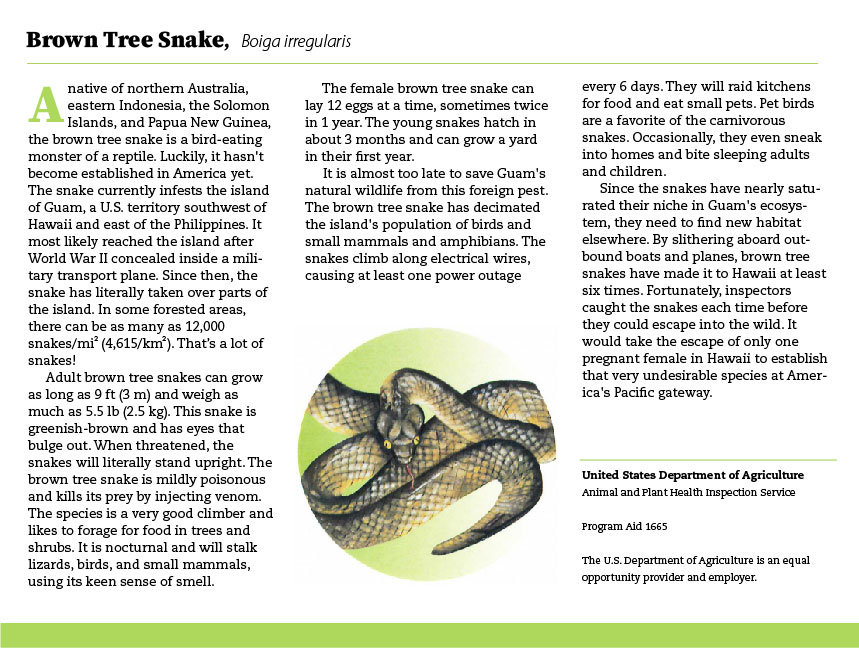 Brown Tree Snake, Boiga irregularis
A native of northern Australia,
eastern Indonesia, the Solomon
Islands, and Papua New Guinea,
the brown tree snake is a bird-eating
monster of a reptile. Luckily, it hasn't
become established in America yet.
The snake currently infests the island
of Guam, a U.S. territory southwest of
Hawaii and east of the Philippines. It
most likely reached the island after
World War II concealed inside a mili-
tary transport plane. Since then, the
snake has literally taken over parts of
the island. In some forested areas,
there can be as many as 12,000
snakes/mi² (4,615/km²). That's a lot of
snakes!
Adult brown tree snakes can grow
as long as 9 ft (3 m) and weigh as
much as 5.5 lb (2.5 kg). This snake is
greenish-brown and has eyes that
bulge out. When threatened, the
snakes will literally stand upright. The
brown tree snake is mildly poisonous
and kills its prey by injecting venom.
The species is a very good climber and
likes to forage for food in trees and
shrubs. It is nocturnal and will stalk
lizards, birds, and small mammals,
using its keen sense of smell.
The female brown tree snake can
lay 12 eggs at a time, sometimes twice
in 1 year. The young snakes hatch in
about 3 months and can grow a yard
in their first year.
It is almost too late to save Guam's
natural wildlife from this foreign pest.
The brown tree snake has decimated
the island's population of birds and
small mammals and amphibians. The
snakes climb along electrical wires,
causing at least one power outage
every 6 days. They will raid kitchens
for food and eat small pets. Pet birds
are a favorite of the carnivorous
snakes. Occasionally, they even sneak
into homes and bite sleeping adults
and children.
Since the snakes have nearly satu-
rated their niche in Guam's ecosys-
tem, they need to find new habitat
elsewhere. By slithering aboard out-
bound boats and planes, brown tree
snakes have made it to Hawaii at least
six times. Fortunately, inspectors
caught the snakes each time before
they could escape into the wild. It
would take the escape of only one
pregnant female in Hawaii to establish
that very undesirable species at Amer-
ica's Pacific gateway.
United States Department of Agriculture
Animal and Plant Health Inspection Service
Program Aid 1665
The U.S. Department of Agriculture is an equal
opportunity provider and employer.